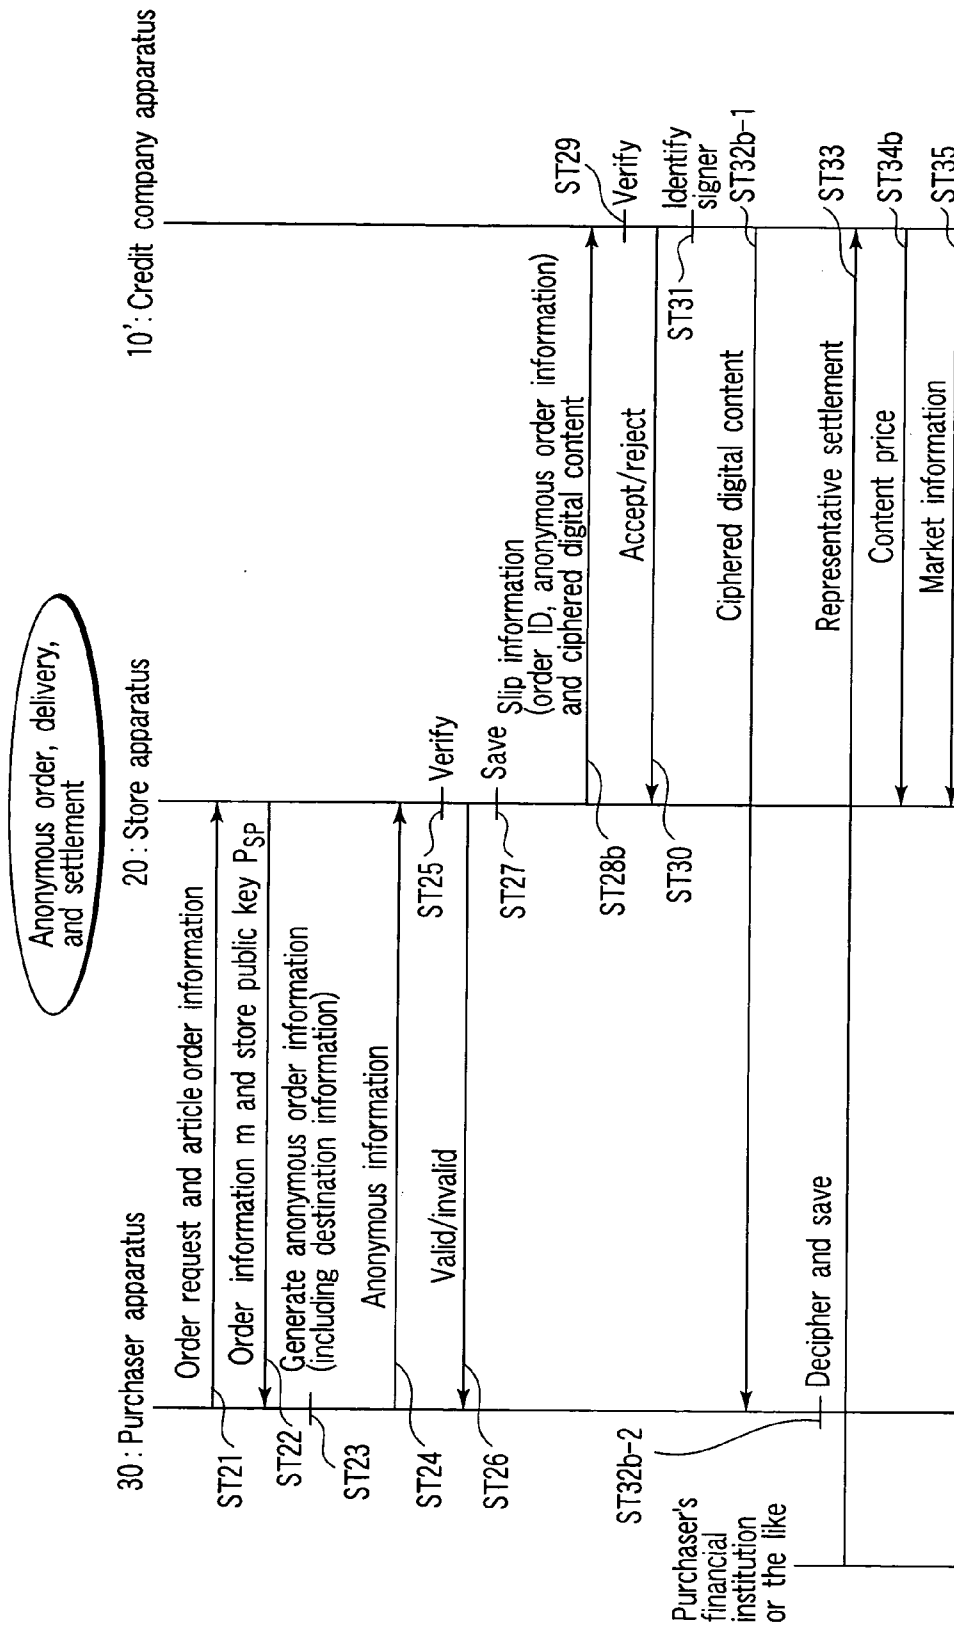 Anonymous order, delivery,
and settlement
30 : Purchaser apparatus
20 : Store apparatus
10' : Credit company apparatus
Order request and article order information
ST21
Order information m and store public key PSP
ST22
Generate anonymous order information
(including destination information)
ST23
Anonymous information
ST24
ST25
Verify
Valid/invalid
ST26
ST27
Save
Slip information
(order ID, anonymous order information)
and ciphered digital content
ST28b
ST29
Verify
Accept/reject
ST30
ST31
Identify
signer
Ciphered digital content
ST32b-1
ST32b-2
Decipher and save
Purchaser's
financial
institution
or the like
Representative settlement
ST33
Content price
ST34b
Market information
ST35